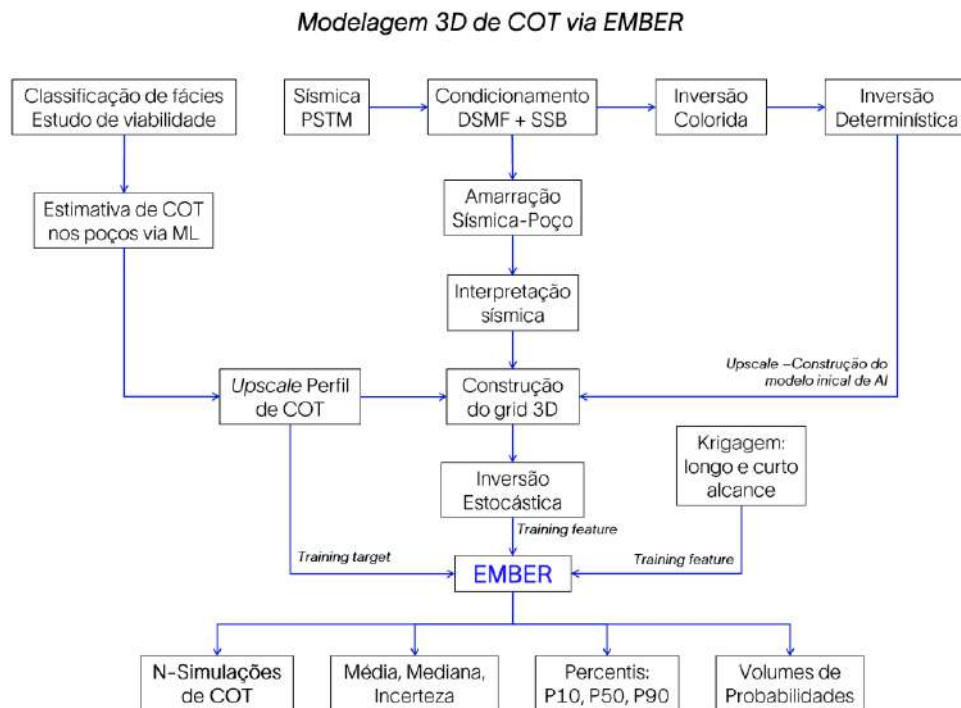 Modelagem 3D de COT via EMBER
Classificação de fácies
Estudo de viabilidade
Sísmica
PSTM
Condicionamento
DSMF + SSB
Inversão
Colorida
Inversão
Determinística
Estimativa de COT
nos poços via ML
Amarração
Sísmica-Poço
Interpretação
sísmica
Upscale –Construção do
modelo inical de AI
Upscale Perfil
de COT
Construção
do grid 3D
Krigagem:
longo e curto
alcance
Inversão
Estocástica
Training feature
Training target
Training feature
EMBER
N-Simulações
de COT
Média, Mediana,
Incerteza
Percentis:
P10, P50, P90
Volumes de
Probabilidades